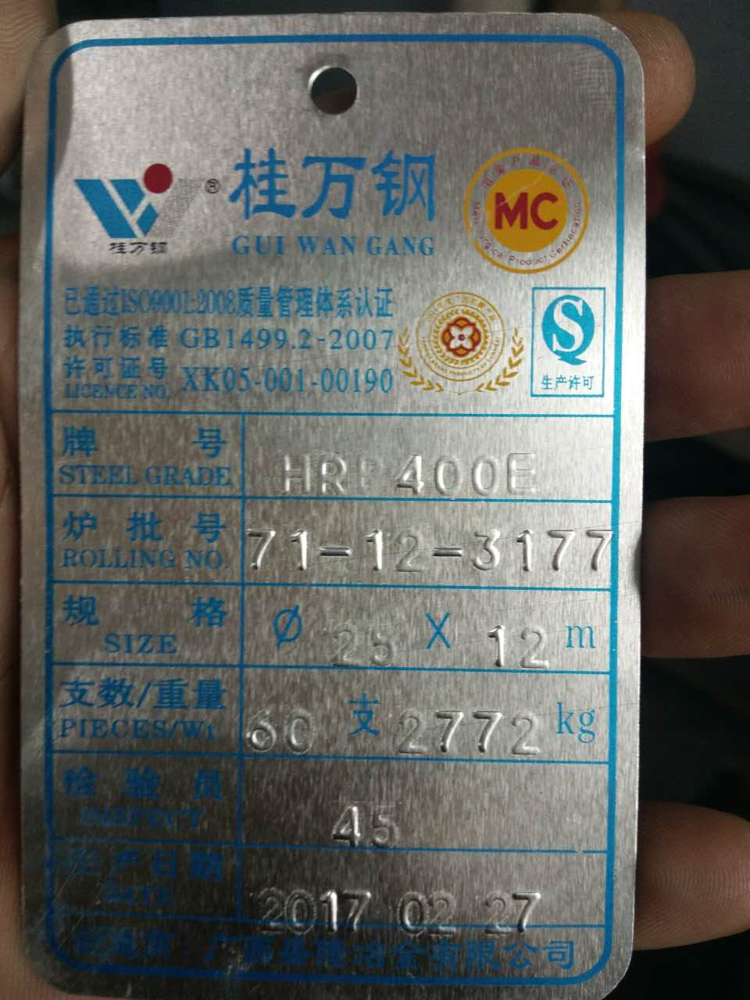 桂万钢
®
桂万钢
GUI WAN GANG
MC
已通过ISO9001:2008质量管理体系认证
执行标准 GB1499.2-2007
许可证号 XK05-001-00190
LICENCE NO.
S
生产许可
牌号 HRB400E
STEEL GRADE
炉批号 71-12-3177
ROLLING NO.
规格 Ø 25 X 12 m
SIZE
支数/重量 60 支 2772 kg
PIECES/Wt.
检验员 45
INSPECT
生产日期 2017 02 27
DATE
广西县隆冶金有限公司